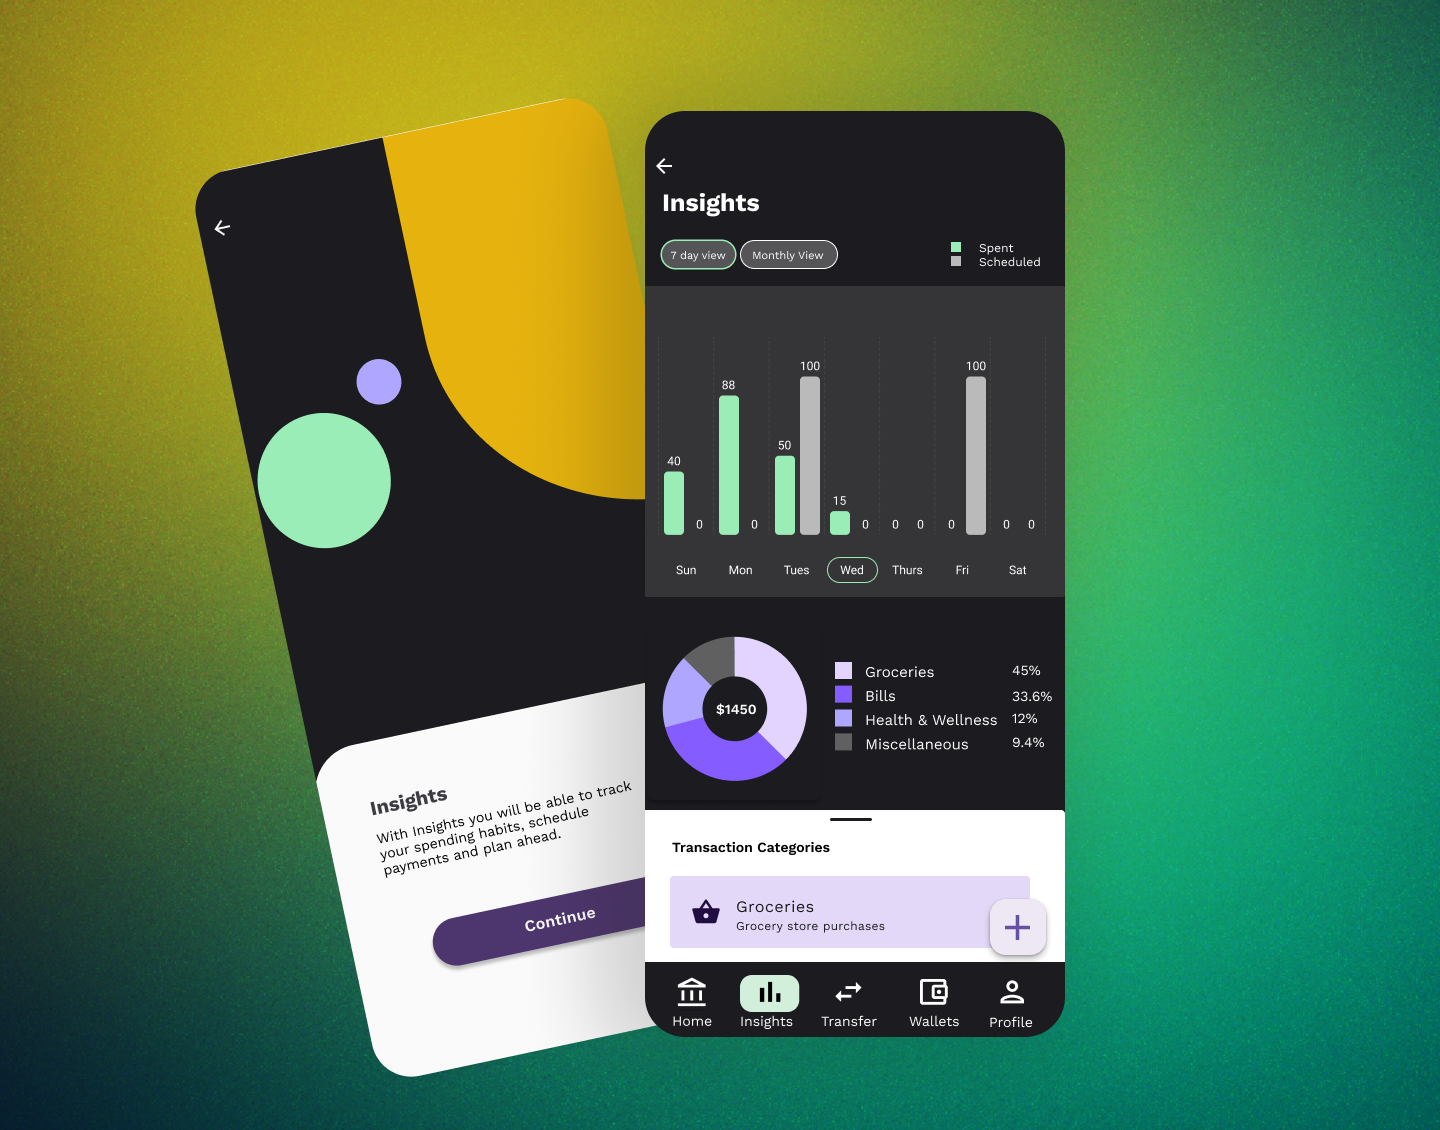 Insights
With Insights you will be able to track
your spending habits, schedule
payments and plan ahead.
Continue
Insights
7 day view
Monthly View
Spent
Scheduled
40
0
88
0
50
100
15
0
0
0
0
100
0
0
Sun
Mon
Tues
Wed
Thurs
Fri
Sat
$1450
Groceries 45%
Bills 33.6%
Health & Wellness 12%
Miscellaneous 9.4%
Transaction Categories
Groceries
Grocery store purchases
Home
Insights
Transfer
Wallets
Profile